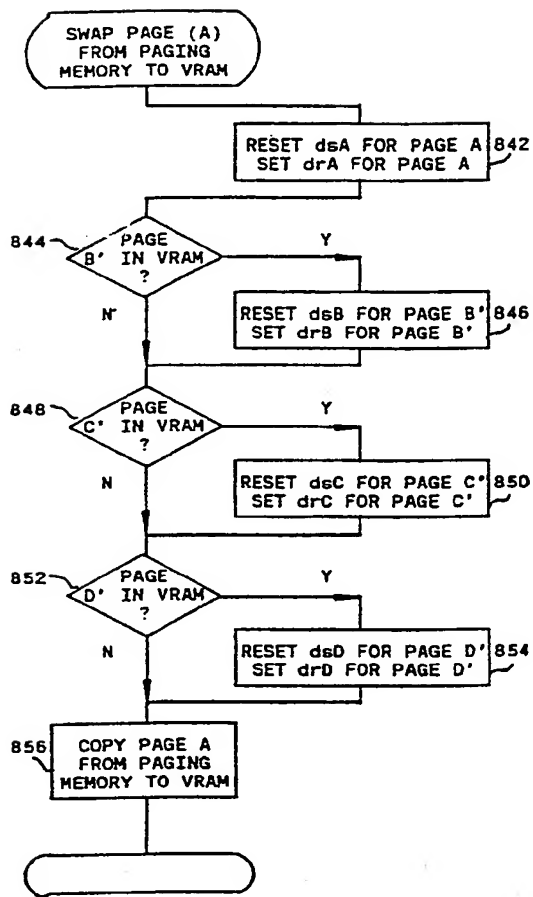 SWAP PAGE (A)
FROM PAGING
MEMORY TO VRAM
RESET dsA FOR PAGE A
SET drA FOR PAGE A
842
844
PAGE
B' IN VRAM
?
Y
N
RESET dsB FOR PAGE B'
SET drB FOR PAGE B'
846
848
PAGE
C' IN VRAM
?
Y
N
RESET dsC FOR PAGE C'
SET drC FOR PAGE C'
850
852
PAGE
D' IN VRAM
?
Y
N
RESET dsD FOR PAGE D'
SET drD FOR PAGE D'
854
856
COPY PAGE A
FROM PAGING
MEMORY TO VRAM